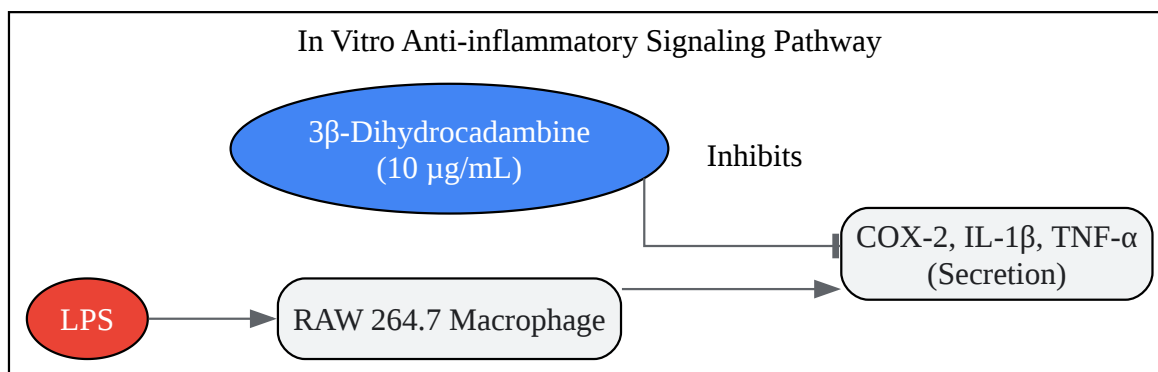 In Vitro Anti-inflammatory Signaling Pathway
3β-Dihydrocadambine
(10 µg/mL)
Inhibits
COX-2, IL-1β, TNF-α
(Secretion)
LPS
RAW 264.7 Macrophage